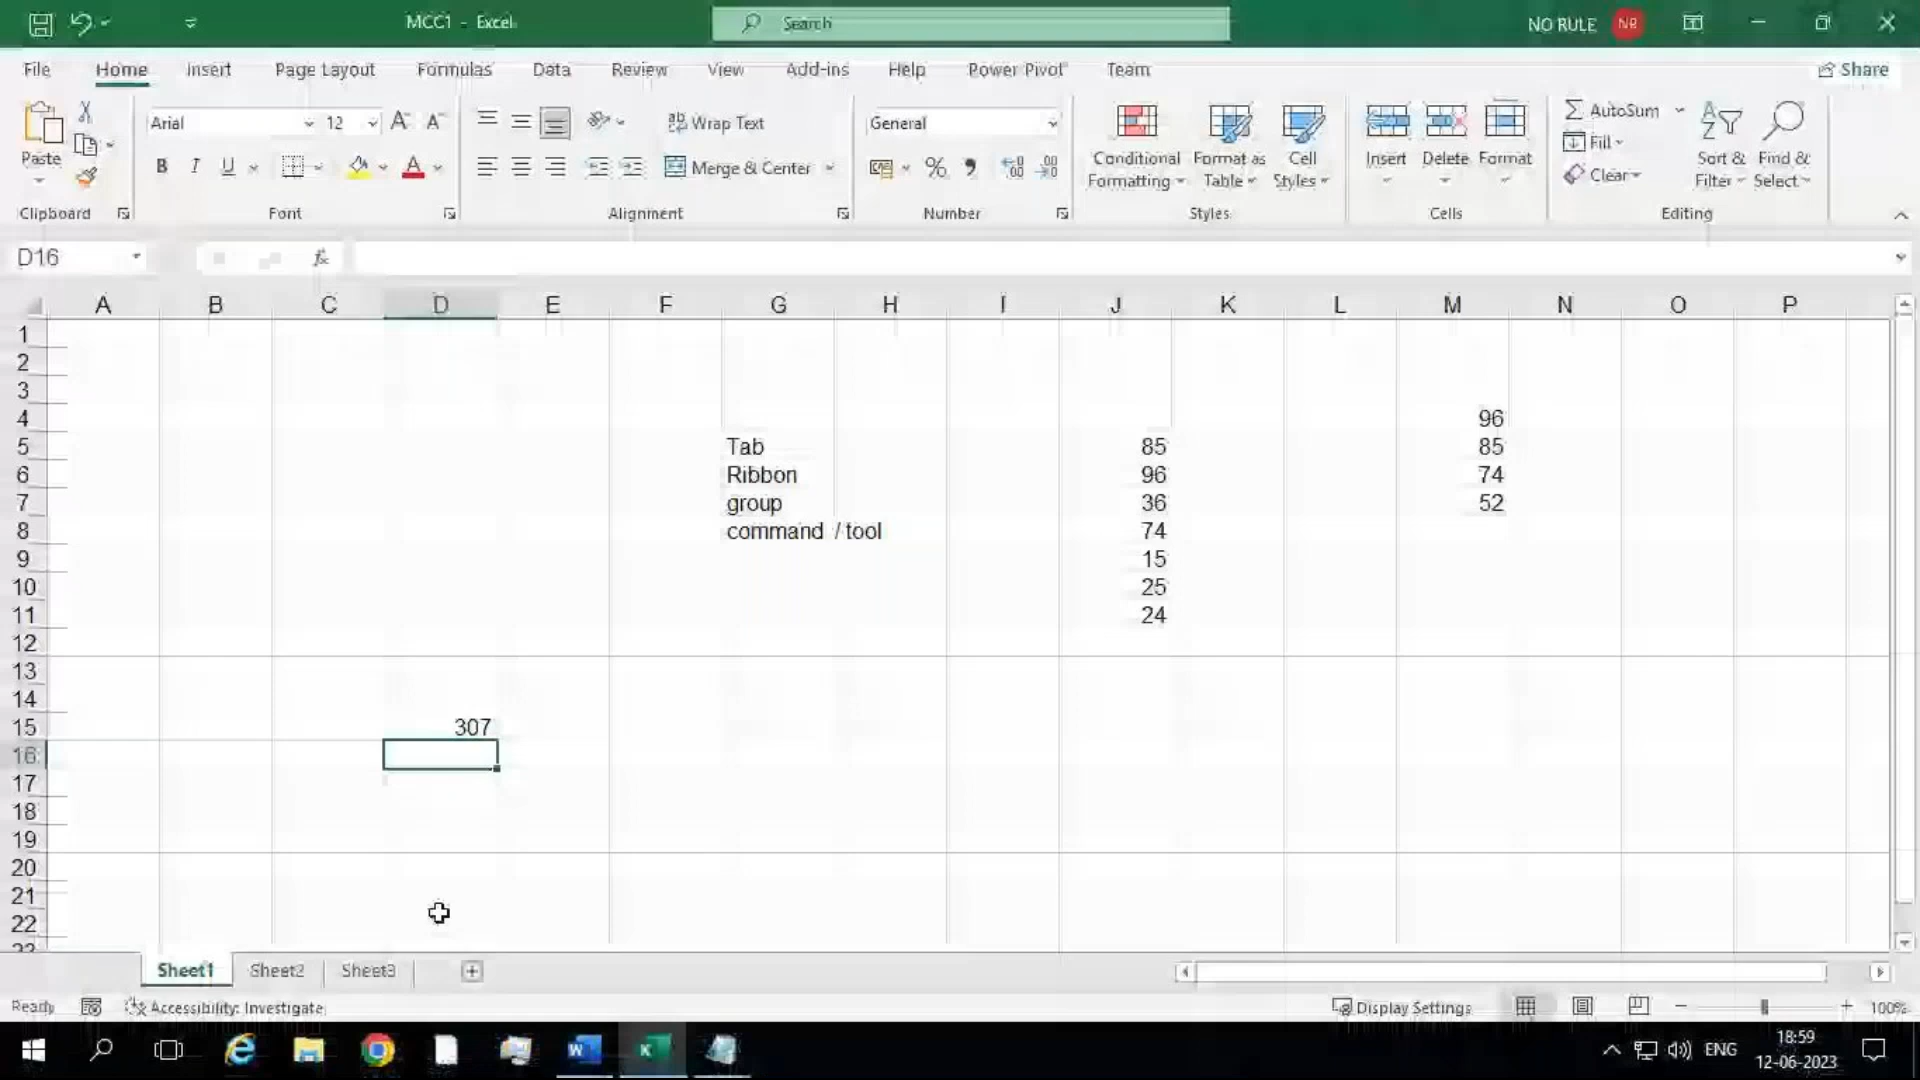 MCC1 - Excel
Search
NO RULE
NR
File Home Insert Page Layout Formulas Data Review View Add-ins Help Power Pivot Team
Share
Paste
Clipboard
Arial
12
A A
B I U
A
Font
ab Wrap Text
Merge & Center
Alignment
General
%
Number
Conditional Formatting
Format as Table
Cell Styles
Styles
Insert
Delete
Format
Cells
AutoSum
Fill
Clear
Sort & Filter
Find & Select
Editing
D16
fx
A B C D E F G H I J K L M N O P
1
2
3
4 96
5 Tab 85 85
6 Ribbon 96 74
7 group 36 52
8 command / tool 74
9 15
10 25
11 24
12
13
14
15 307
16
17
18
19
20
21
22
23
Sheet1 Sheet2 Sheet3
Ready
Accessibility: Investigate
Display Settings
100%
ENG
18:59
12-06-2023